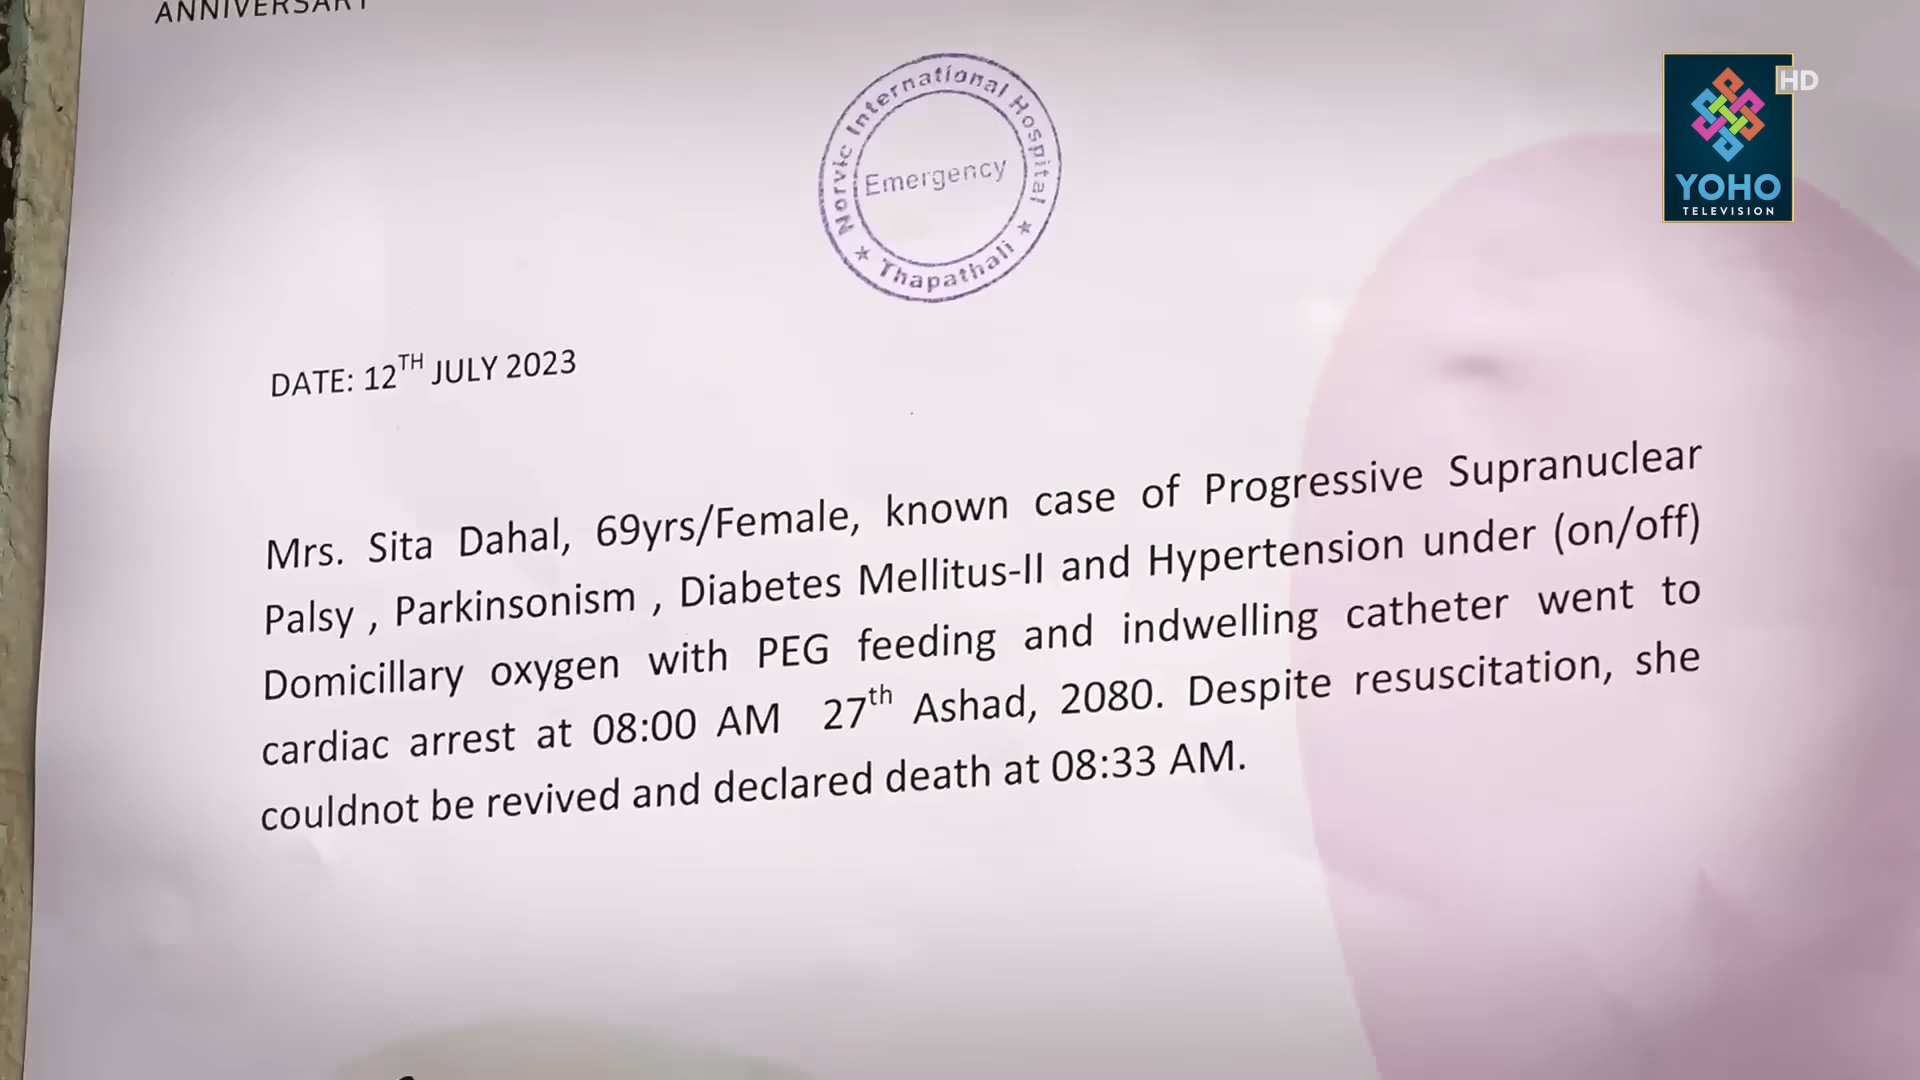 ANNIVERSARY
Norvic International Hospital
Emergency
★ Thapathali ★
HD
YOHO
TELEVISION
DATE: 12TH JULY 2023
Mrs. Sita Dahal, 69yrs/Female, known case of Progressive Supranuclear
Palsy , Parkinsonism , Diabetes Mellitus-II and Hypertension under (on/off)
Domicillary oxygen with PEG feeding and indwelling catheter went to
cardiac arrest at 08:00 AM 27th Ashad, 2080. Despite resuscitation, she
couldnot be revived and declared death at 08:33 AM.